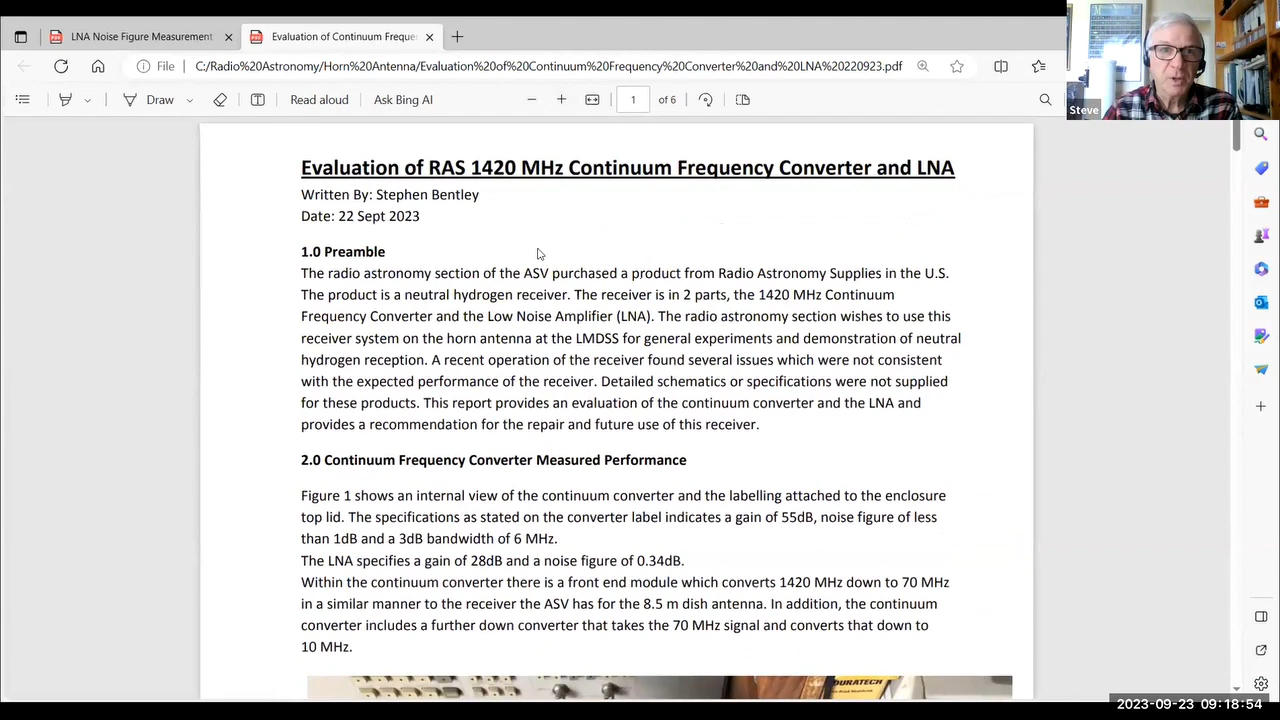 LNA Noise Figure Measurement
Evaluation of Continuum Freque
File
C:/Radio%20Astronomy/Horn%20Antenna/Evaluation%20of%20Continuum%20Frequency%20Converter%20and%20LNA%20220923.pdf
Draw
Read aloud
Ask Bing AI
1
of 6
Steve
Evaluation of RAS 1420 MHz Continuum Frequency Converter and LNA
Written By: Stephen Bentley
Date: 22 Sept 2023
1.0 Preamble
The radio astronomy section of the ASV purchased a product from Radio Astronomy Supplies in the U.S.
The product is a neutral hydrogen receiver. The receiver is in 2 parts, the 1420 MHz Continuum
Frequency Converter and the Low Noise Amplifier (LNA). The radio astronomy section wishes to use this
receiver system on the horn antenna at the LMDSS for general experiments and demonstration of neutral
hydrogen reception. A recent operation of the receiver found several issues which were not consistent
with the expected performance of the receiver. Detailed schematics or specifications were not supplied
for these products. This report provides an evaluation of the continuum converter and the LNA and
provides a recommendation for the repair and future use of this receiver.
2.0 Continuum Frequency Converter Measured Performance
Figure 1 shows an internal view of the continuum converter and the labelling attached to the enclosure
top lid. The specifications as stated on the converter label indicates a gain of 55dB, noise figure of less
than 1dB and a 3dB bandwidth of 6 MHz.
The LNA specifies a gain of 28dB and a noise figure of 0.34dB.
Within the continuum converter there is a front end module which converts 1420 MHz down to 70 MHz
in a similar manner to the receiver the ASV has for the 8.5 m dish antenna. In addition, the continuum
converter includes a further down converter that takes the 70 MHz signal and converts that down to
10 MHz.
DURATECH
2023-09-23 09:18:54